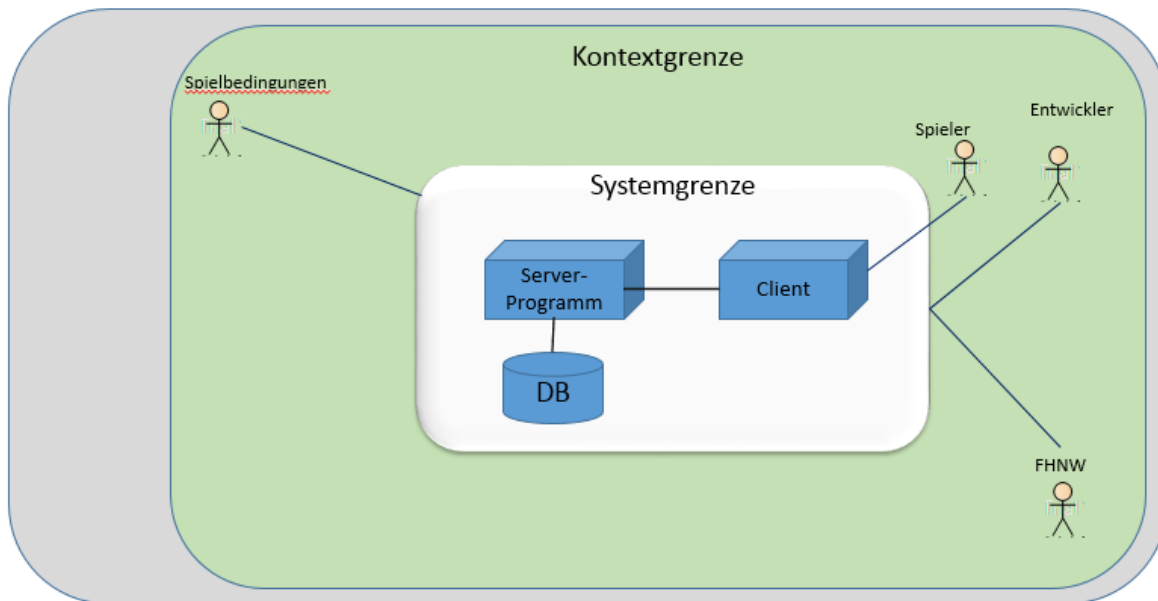 Kontextgrenze
Spielbedingungen
Entwickler
Spieler
Systemgrenze
Server-
Programm
Client
DB
FHNW